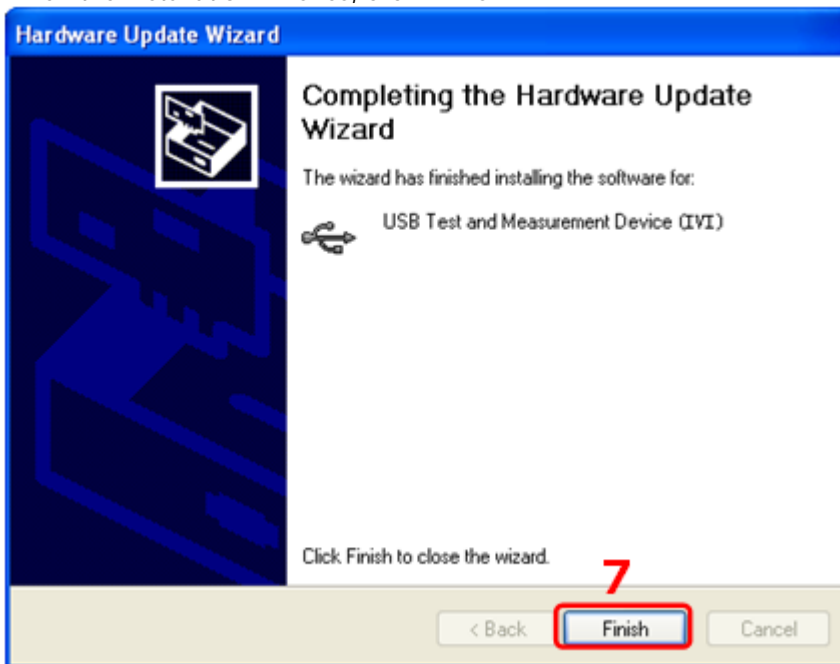 Hardware Update Wizard
Completing the Hardware Update
Wizard
The wizard has finished installing the software for:
USB Test and Measurement Device (IVI)
Click Finish to close the wizard.
7
< Back
Finish
Cancel